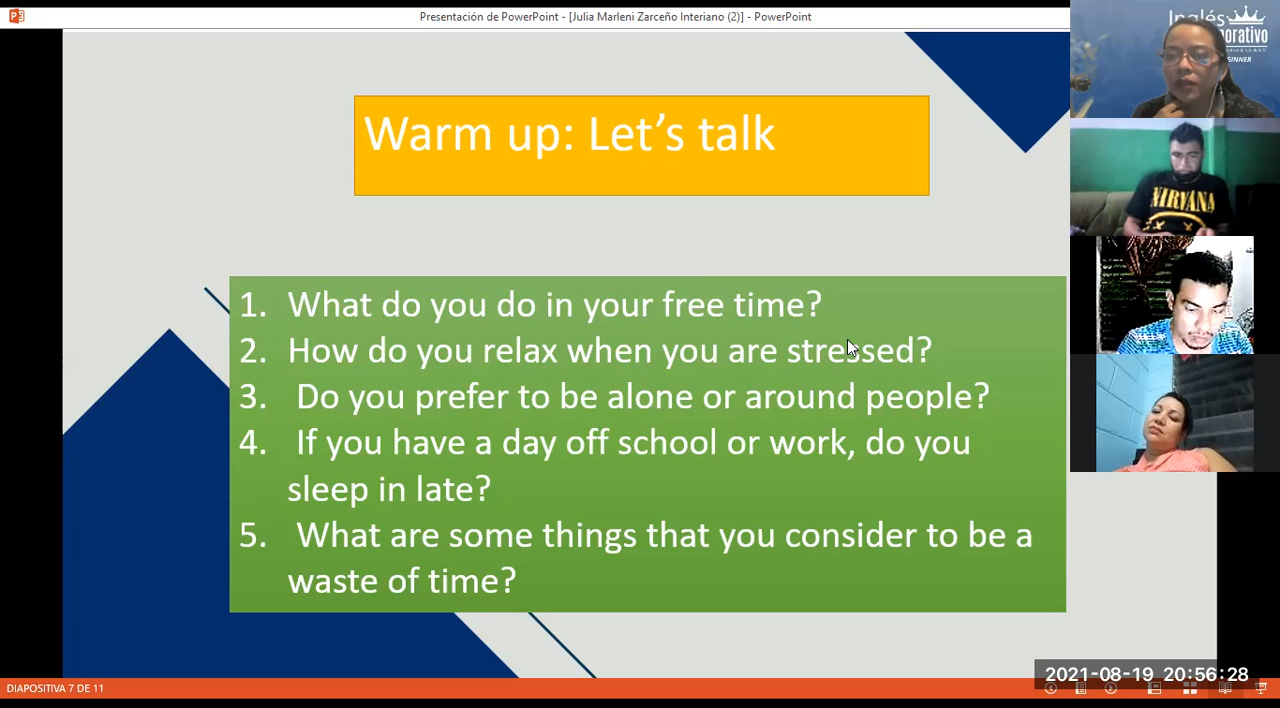 Presentación de PowerPoint - [Julia Marleni Zarceño Interiano (2)] - PowerPoint
Inglés
Warm up: Let's talk
NIRVANA
1. What do you do in your free time?
2. How do you relax when you are stressed?
3. Do you prefer to be alone or around people?
4. If you have a day off school or work, do you
sleep in late?
5. What are some things that you consider to be a
waste of time?
2021-08-19 20:56:28
DIAPOSITIVA 7 DE 11